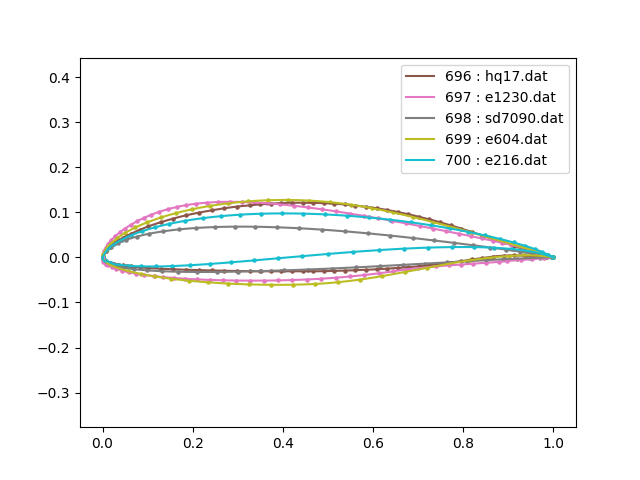 0.4
0.3
0.2
0.1
0.0
−0.1
−0.2
−0.3
0.0 0.2 0.4 0.6 0.8 1.0
696 : hq17.dat
697 : e1230.dat
698 : sd7090.dat
699 : e604.dat
700 : e216.dat